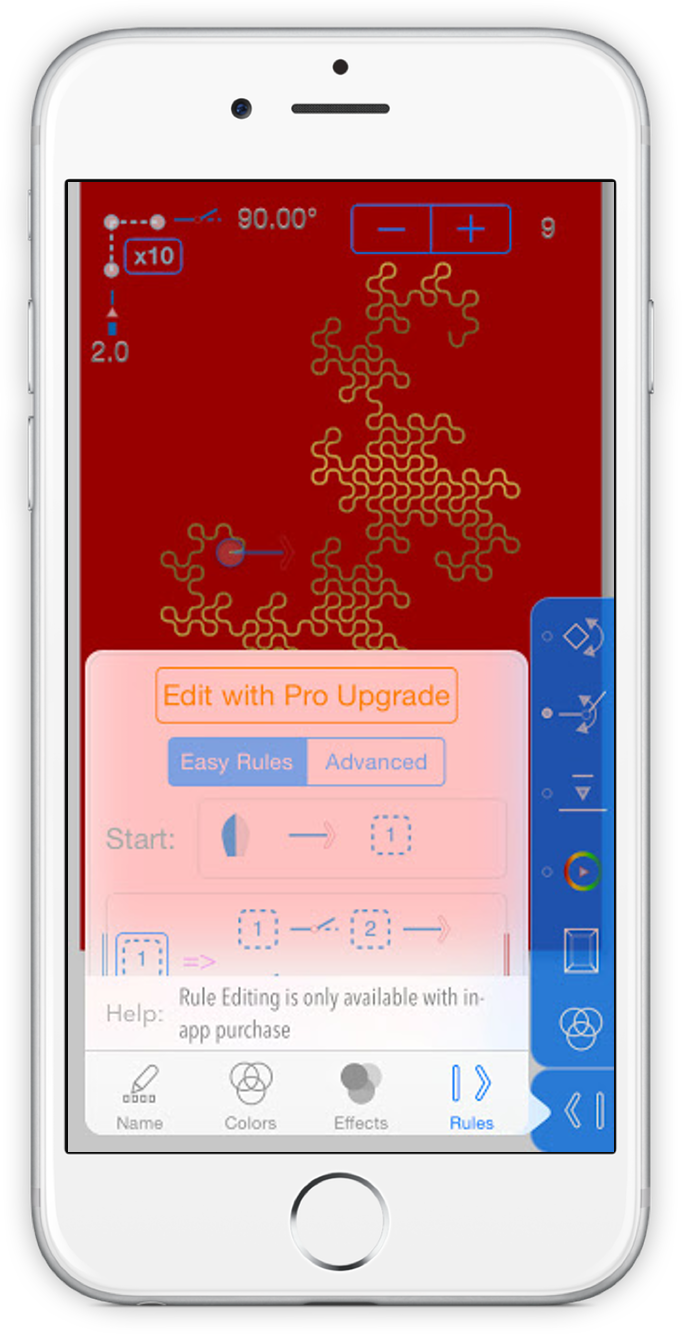 90.00°
9
x10
2.0
Edit with Pro Upgrade
Easy Rules Advanced
Start:
1
1 2
1 =>
Help: Rule Editing is only available with in-
app purchase
Name Colors Effects Rules